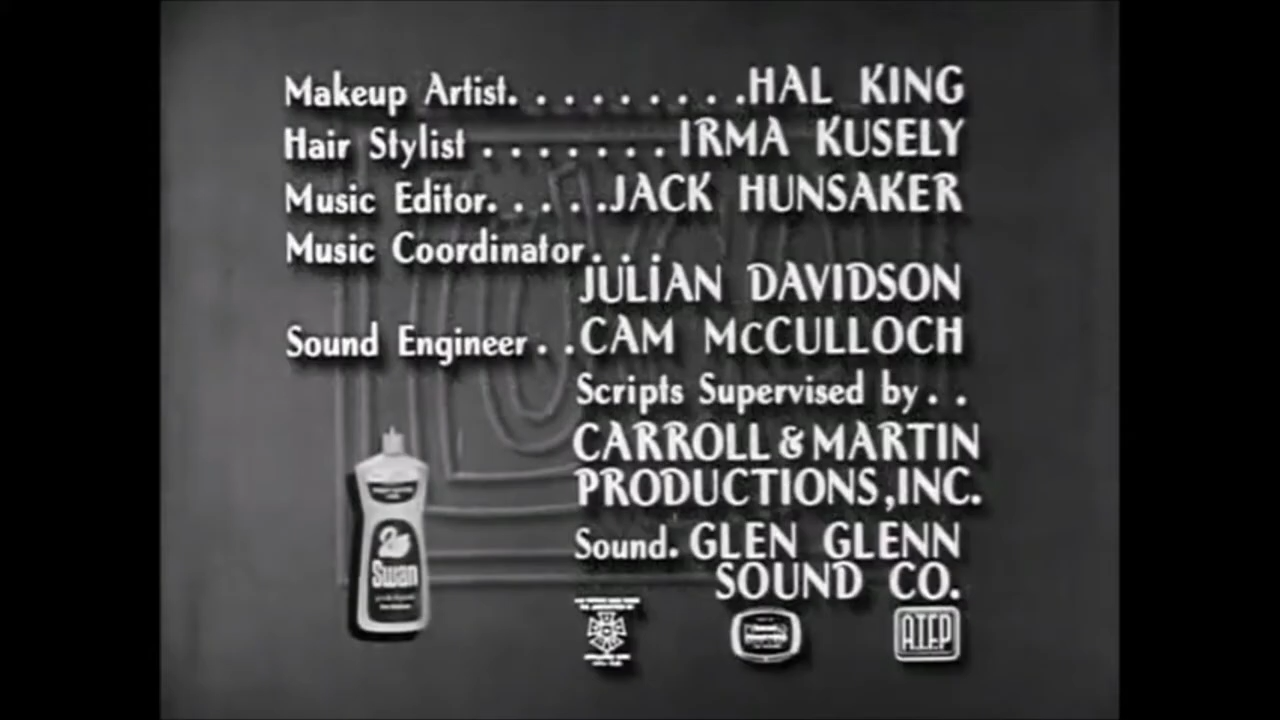 Makeup Artist. . . . . . . . . .HAL KING
Hair Stylist . . . . . . . IRMA KUSELY
Music Editor. . . . .JACK HUNSAKER
Music Coordinator. . .
JULIAN DAVIDSON
Sound Engineer . .CAM McCULLOCH
Scripts Supervised by . .
CARROLL & MARTIN
PRODUCTIONS, INC.
Sound. GLEN GLENN
SOUND CO.
Swan
A.T.F.P